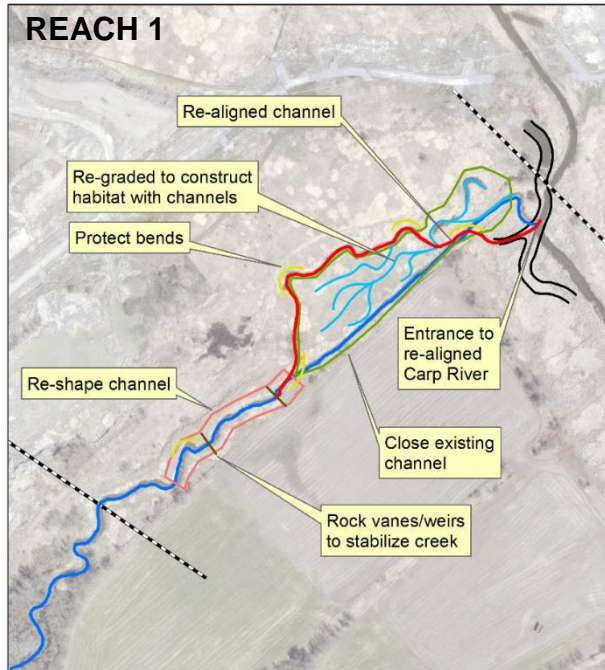 REACH 1
Re-aligned channel
Re-graded to construct
habitat with channels
Protect bends
Entrance to
re-aligned
Carp River
Re-shape channel
Close existing
channel
Rock vanes/weirs
to stabilize creek